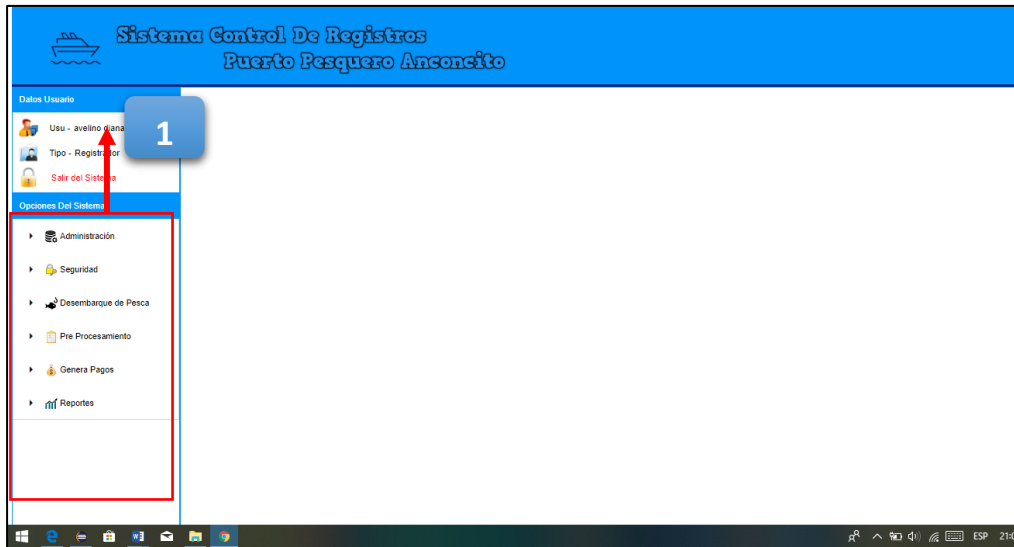 Sistema Control De Registros
Puerto Pesquero Anconcito
Datos Usuario
Usu - avelino diana
1
Tipo - Registrador
Salir del Sistema
Opciones Del Sistema
Administración
Seguridad
Desembarque de Pesca
Pre Procesamiento
Genera Pagos
Reportes
ESP